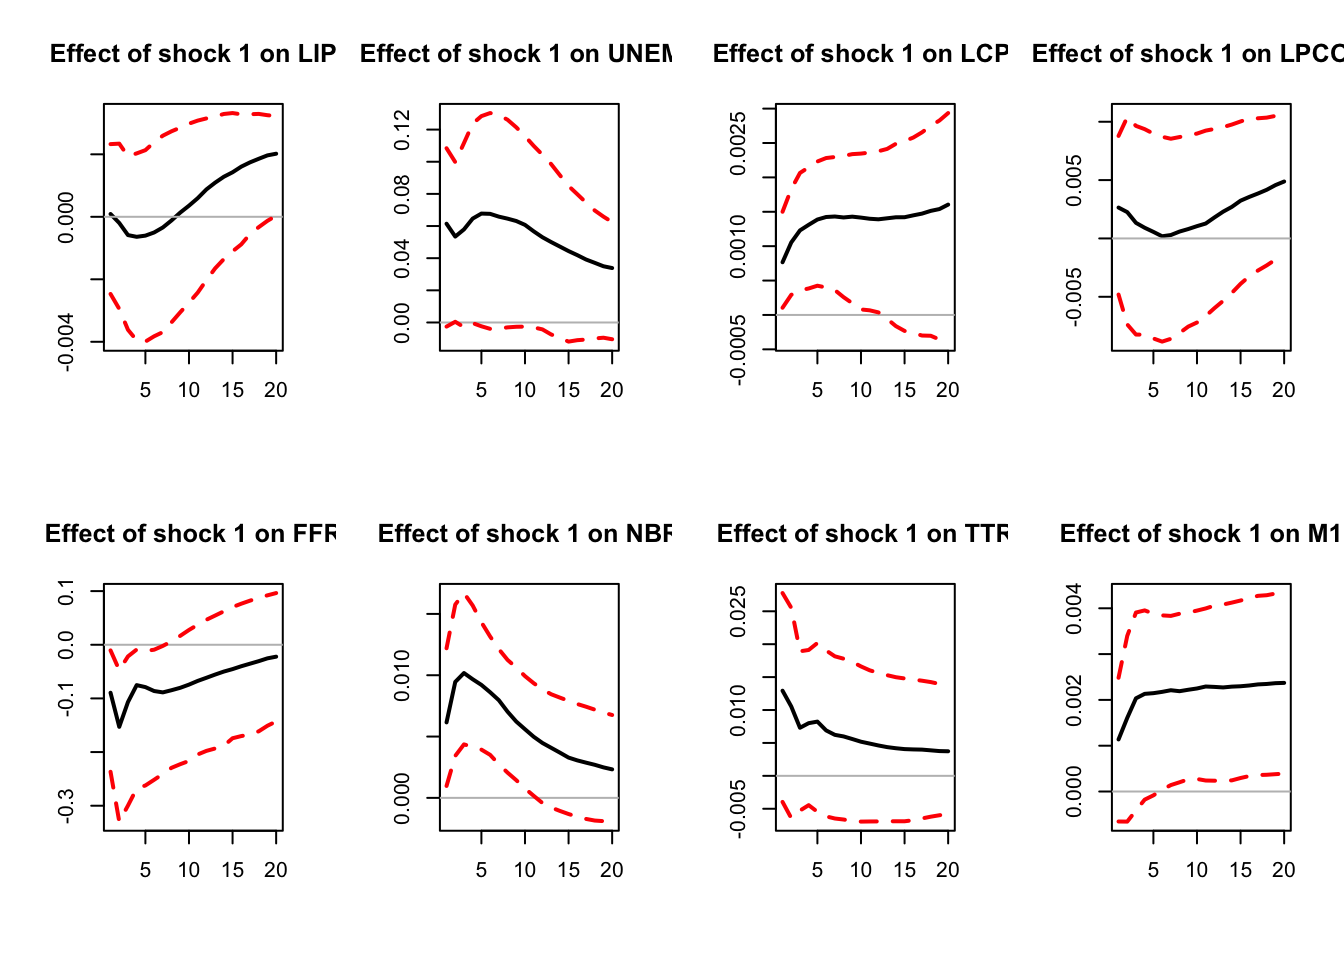 Effect of shock 1 on LIP
0.000
-0.004
5 10 15 20
Effect of shock 1 on UNEM
0.12
0.08
0.04
0.00
5 10 15 20
Effect of shock 1 on LCP
0.0025
0.0010
-0.0005
5 10 15 20
Effect of shock 1 on LPCO
0.005
-0.005
5 10 15 20
Effect of shock 1 on FFR
0.1
0.0
-0.1
-0.3
5 10 15 20
Effect of shock 1 on NBR
0.010
0.000
5 10 15 20
Effect of shock 1 on TTR
0.025
0.010
-0.005
5 10 15 20
Effect of shock 1 on M1
0.004
0.002
0.000
5 10 15 20